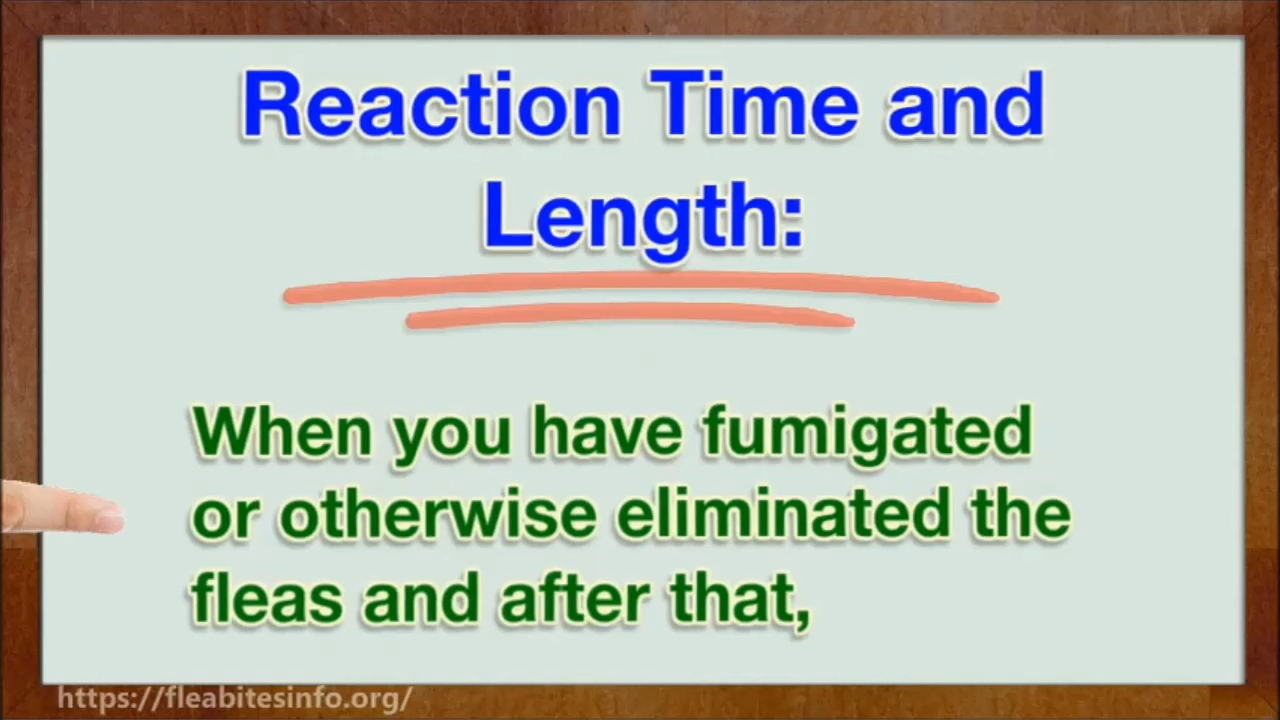 Reaction Time and
Length:
When you have fumigated
or otherwise eliminated the
fleas and after that,
https://fleabitesinfo.org/